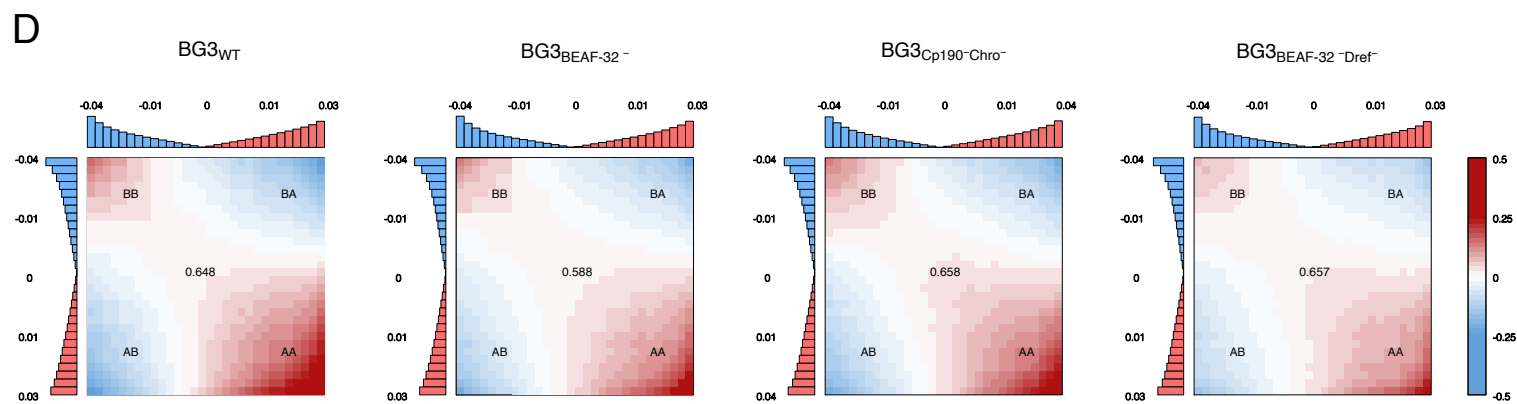 D
BG3WT
BG3BEAF-32 –
BG3Cp190–Chro–
BG3BEAF-32 –Dref–
-0.04 -0.01 0 0.01 0.03
-0.04 -0.01 0 0.01 0.03
-0.04 -0.01 0 0.01 0.04
-0.04 -0.01 0 0.01 0.03
-0.04
-0.01
0
0.01
0.03
BB
BA
0.648
AB
AA
-0.04
-0.01
0
0.01
0.03
BB
BA
0.588
AB
AA
-0.04
-0.01
0
0.01
0.04
BB
BA
0.658
AB
AA
-0.04
-0.01
0
0.01
0.03
BB
BA
0.657
AB
AA
0.5
0.25
0
-0.25
-0.5